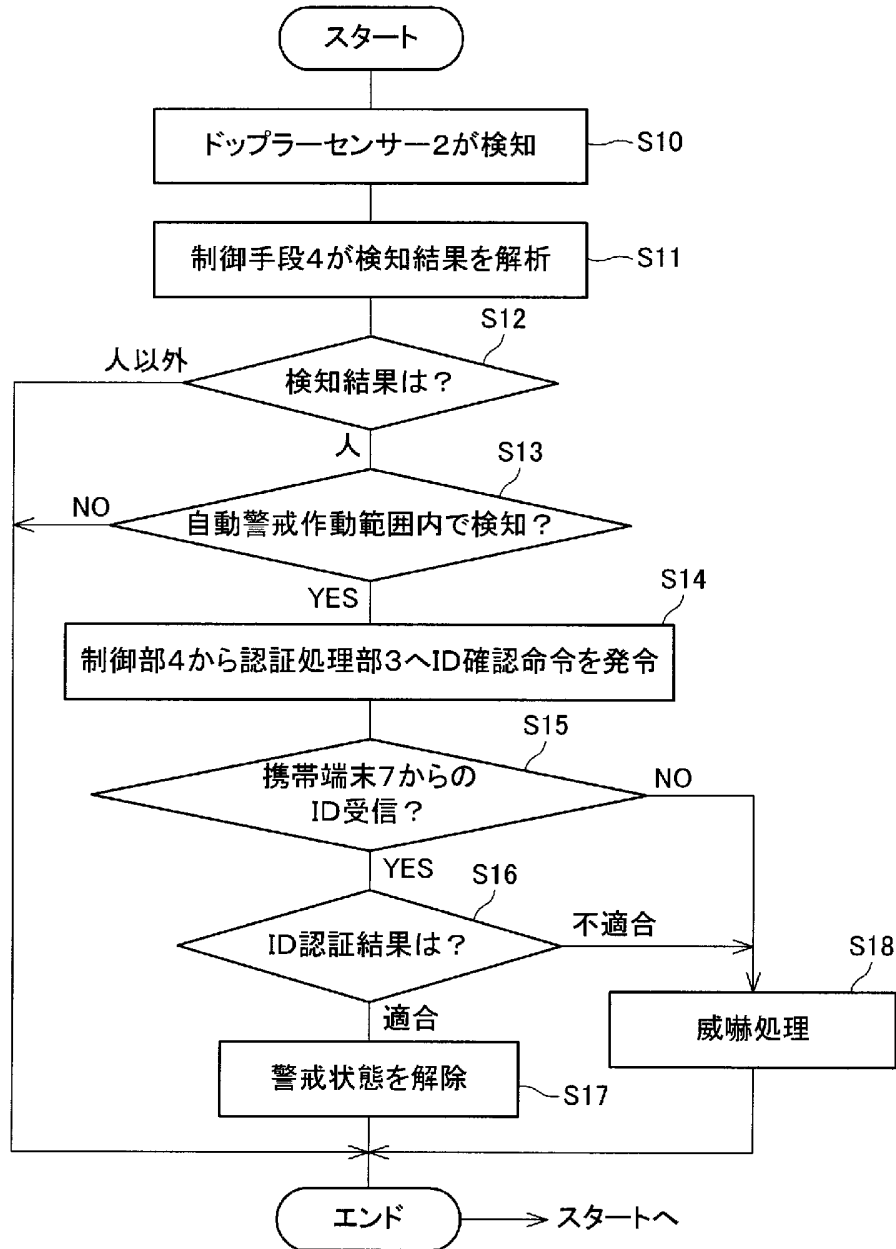 スタート
ドップラーセンサー2が検知
S10
制御手段4が検知結果を解析
S11
S12
人以外
検知結果は?
人
S13
NO
自動警戒作動範囲内で検知?
YES
S14
制御部4から認証処理部3へID確認命令を発令
S15
携帯端末7からの
ID受信?
NO
YES
S16
ID認証結果は?
不適合
S18
適合
威嚇処理
警戒状態を解除
S17
エンド
スタートへ